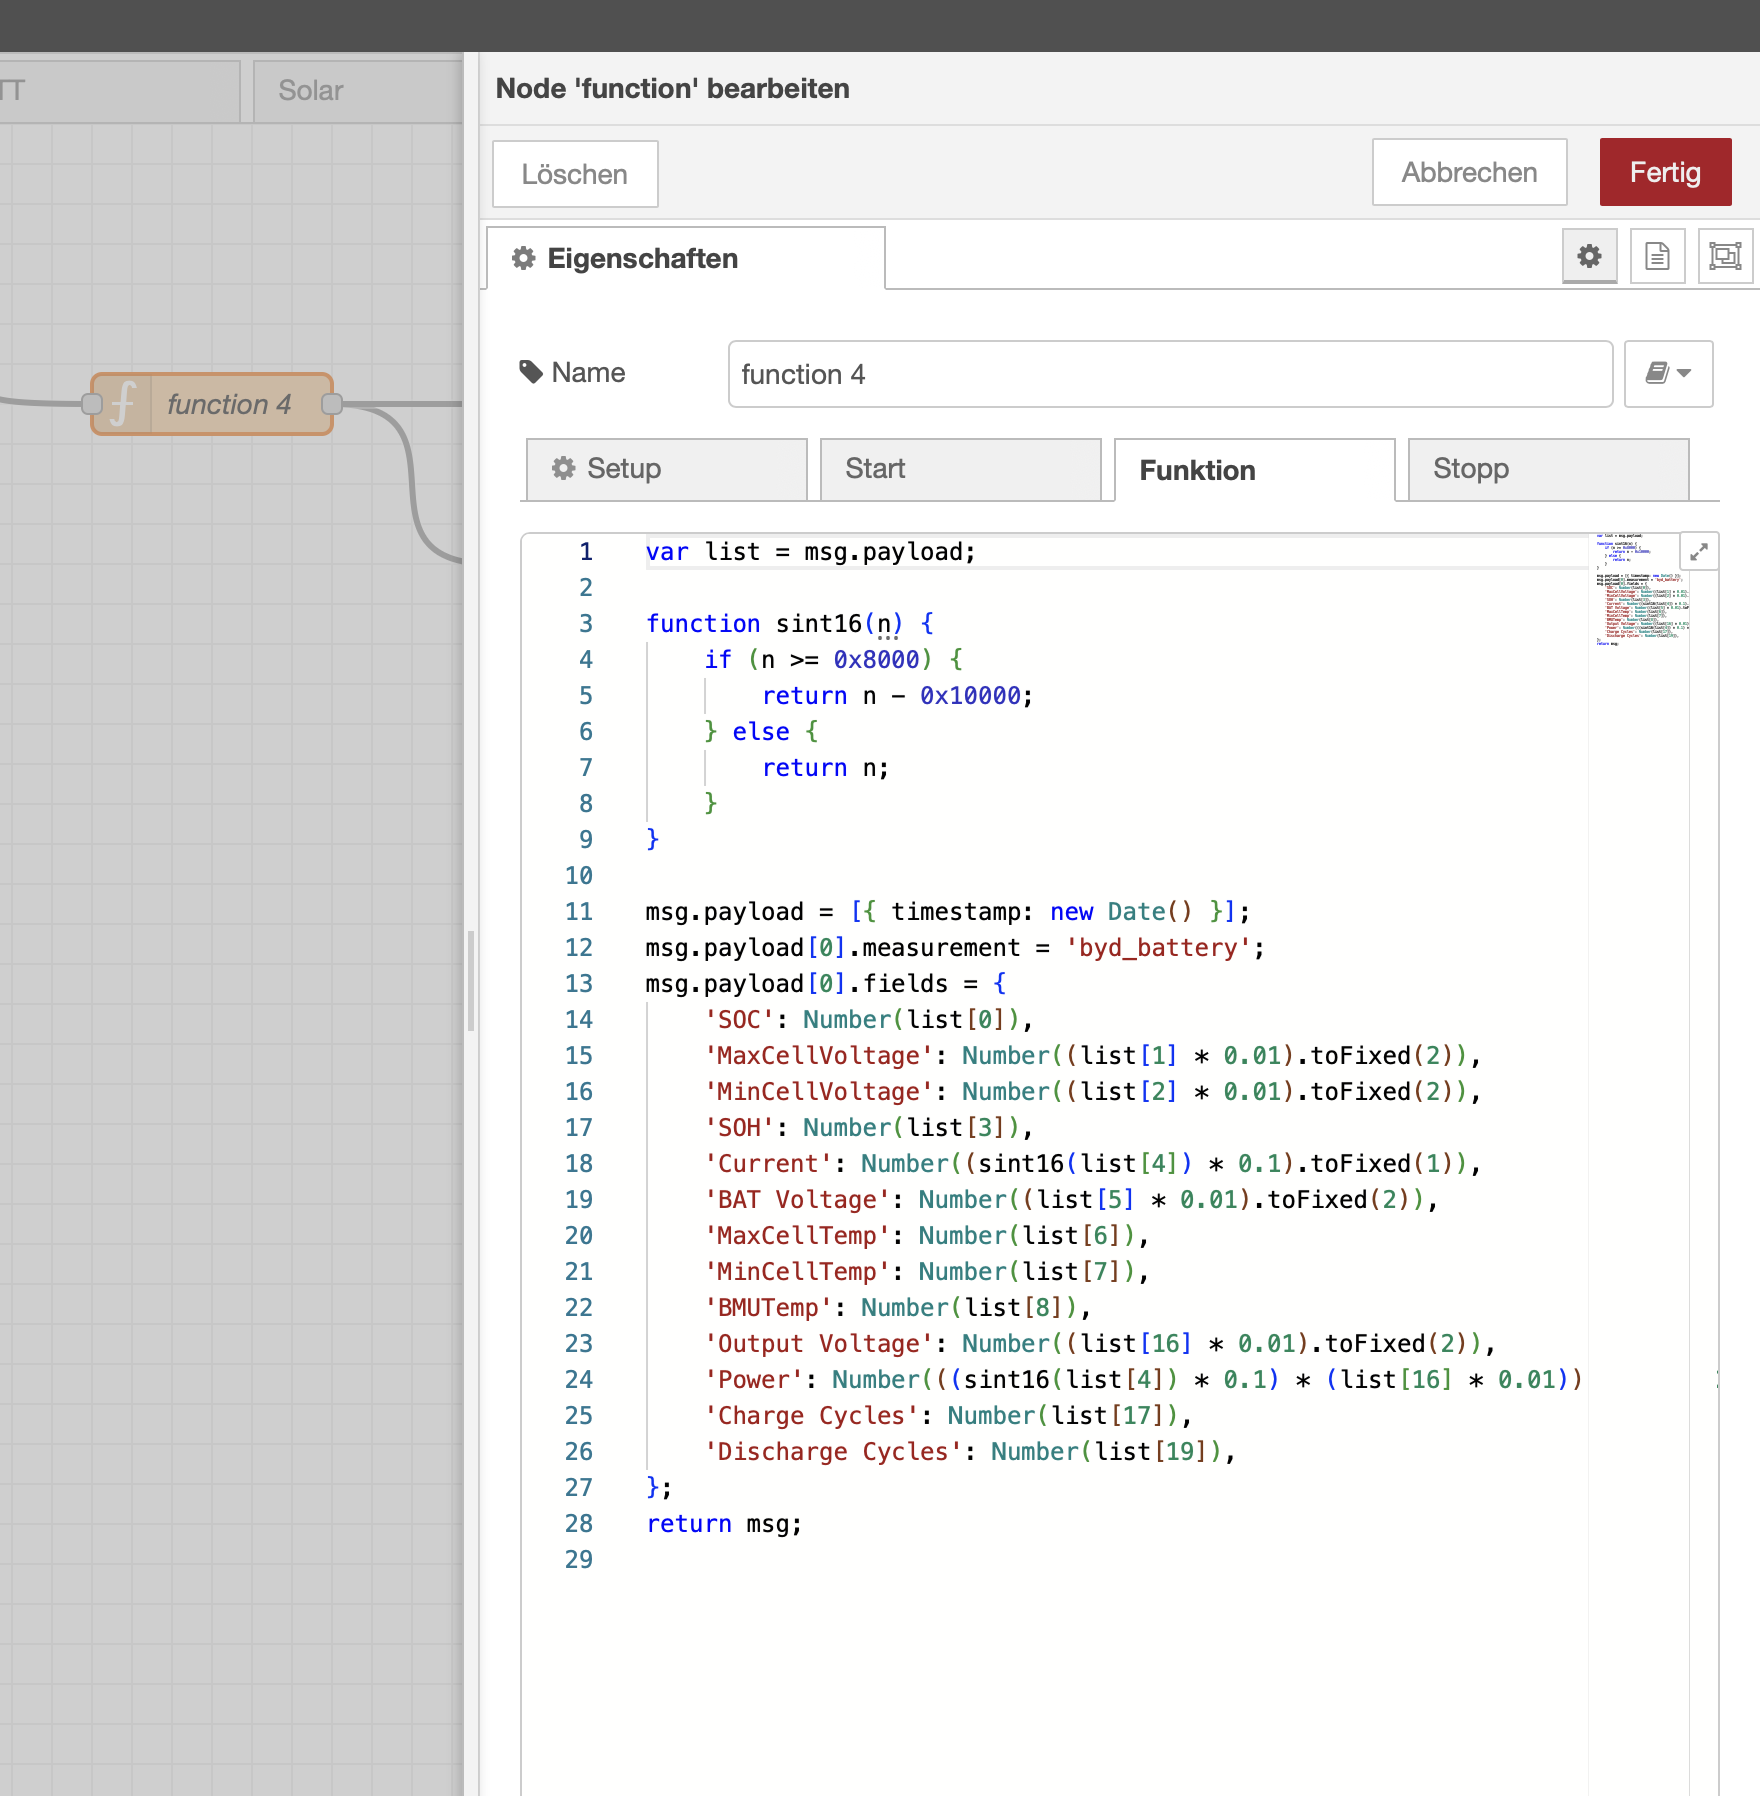 TT
Solar
Node 'function' bearbeiten
Löschen
Abbrechen
Fertig
Eigenschaften
Name
function 4
function 4
Setup
Start
Funktion
Stopp
1 var list = msg.payload;
2
3 function sint16(n) {
4     if (n >= 0x8000) {
5         return n - 0x10000;
6     } else {
7         return n;
8     }
9 }
10
11 msg.payload = [{ timestamp: new Date() }];
12 msg.payload[0].measurement = 'byd_battery';
13 msg.payload[0].fields = {
14     'SOC': Number(list[0]),
15     'MaxCellVoltage': Number((list[1] * 0.01).toFixed(2)),
16     'MinCellVoltage': Number((list[2] * 0.01).toFixed(2)),
17     'SOH': Number(list[3]),
18     'Current': Number((sint16(list[4]) * 0.1).toFixed(1)),
19     'BAT Voltage': Number((list[5] * 0.01).toFixed(2)),
20     'MaxCellTemp': Number(list[6]),
21     'MinCellTemp': Number(list[7]),
22     'BMUTemp': Number(list[8]),
23     'Output Voltage': Number((list[16] * 0.01).toFixed(2)),
24     'Power': Number(((sint16(list[4]) * 0.1) * (list[16] * 0.01))
25     'Charge Cycles': Number(list[17]),
26     'Discharge Cycles': Number(list[19]),
27 };
28 return msg;
29